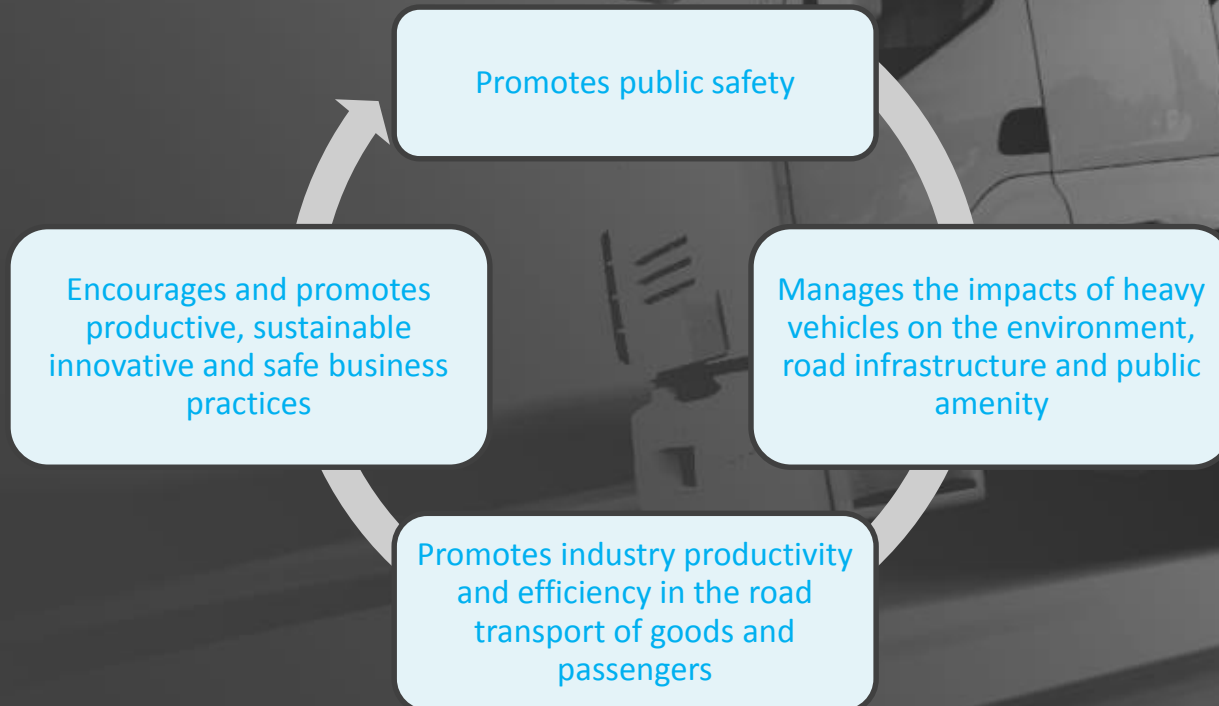 Promotes public safety
Manages the impacts of heavy
vehicles on the environment,
road infrastructure and public
amenity
Promotes industry productivity
and efficiency in the road
transport of goods and
passengers
Encourages and promotes
productive, sustainable
innovative and safe business
practices